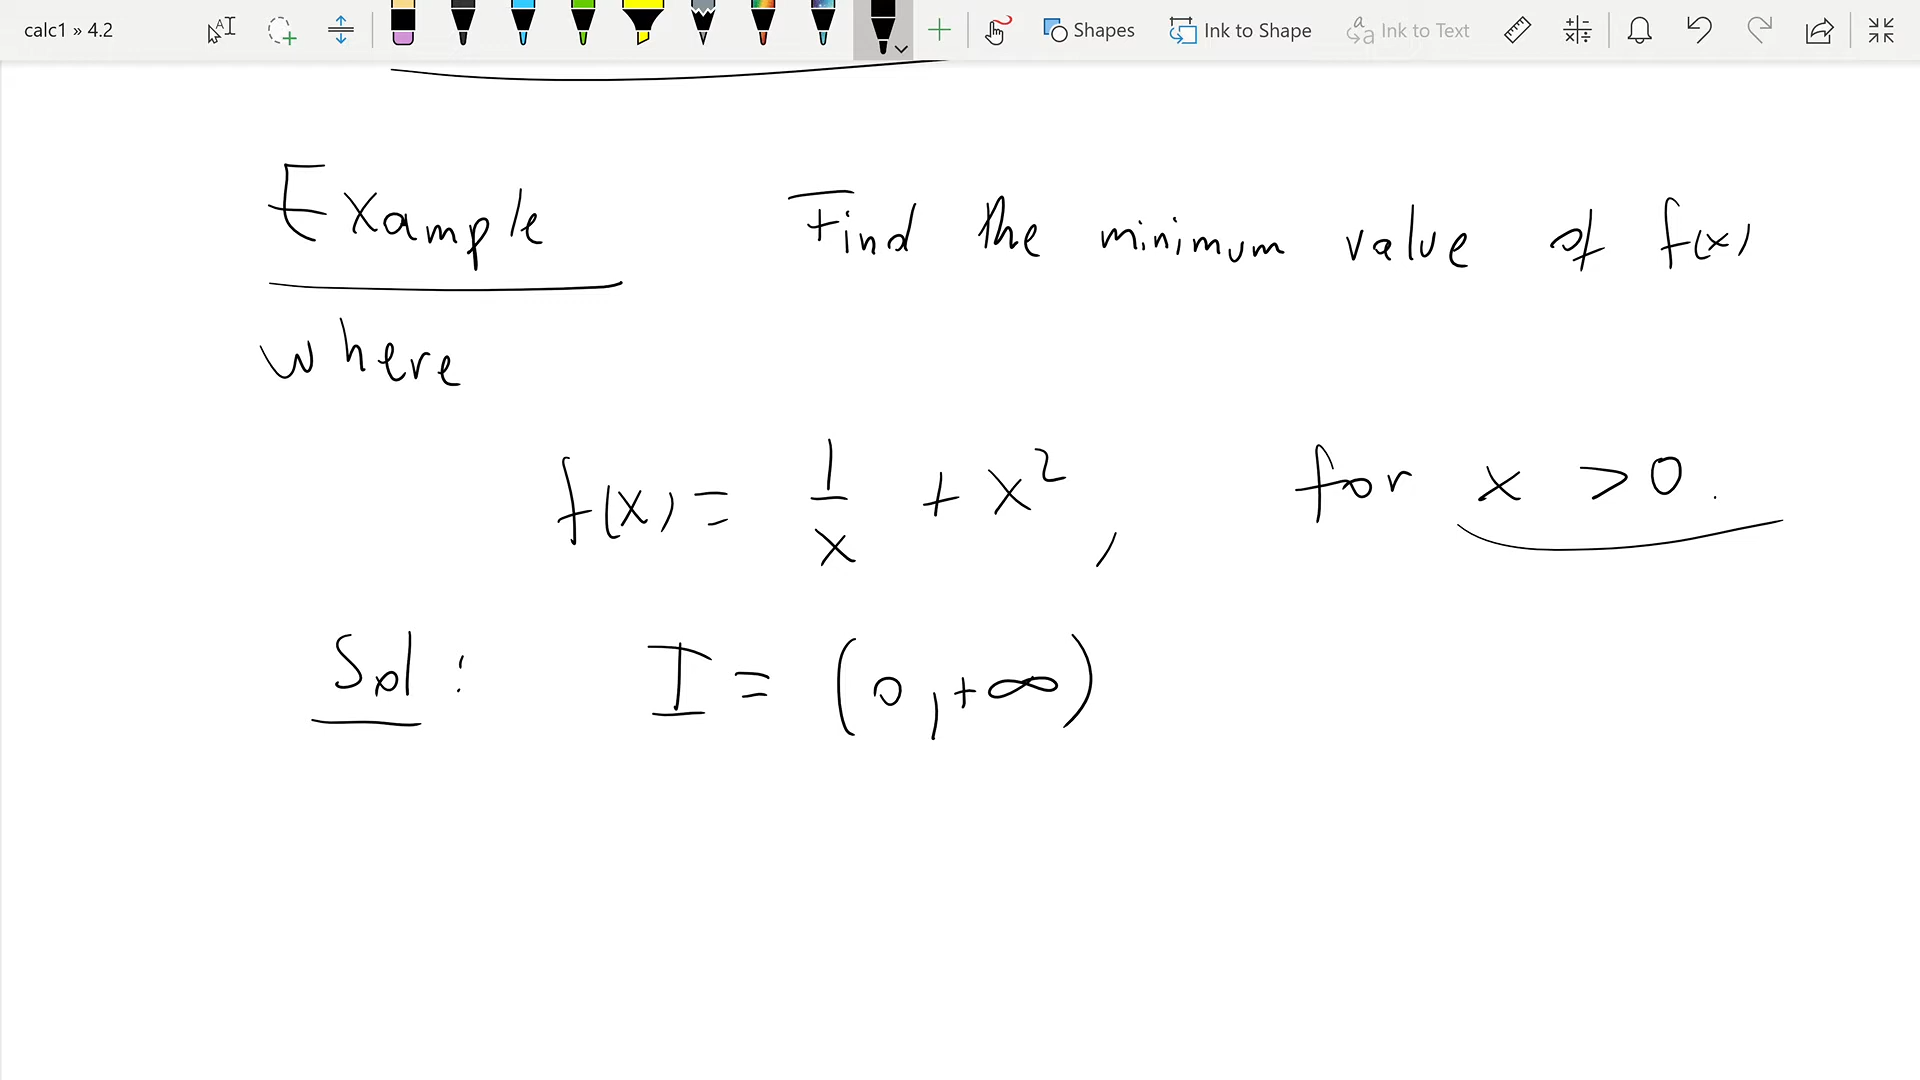 calc1 » 4.2 Shapes Ink to Shape Ink to Text
Example Find the minimum value of f(x)
where
f(x) = 1/x + x², for x > 0.
Sol : I = (0, +∞)